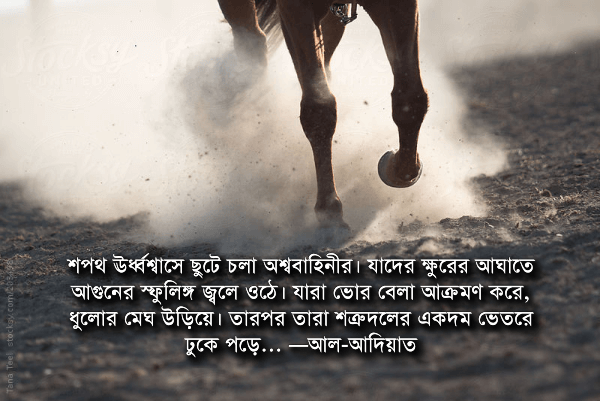 শপথ ঊর্ধ্বশ্বাসে ছুটে চলা অশ্ববাহিনীর। যাদের ক্ষুরের আঘাতে
আগুনের স্ফুলিঙ্গ জ্বলে ওঠে। যারা ভোর বেলা আক্রমণ করে,
ধুলোর মেঘ উড়িয়ে। তারপর তারা শত্রুদলের একদম ভেতরে
ঢুকে পড়ে... —আল-আদিয়াত